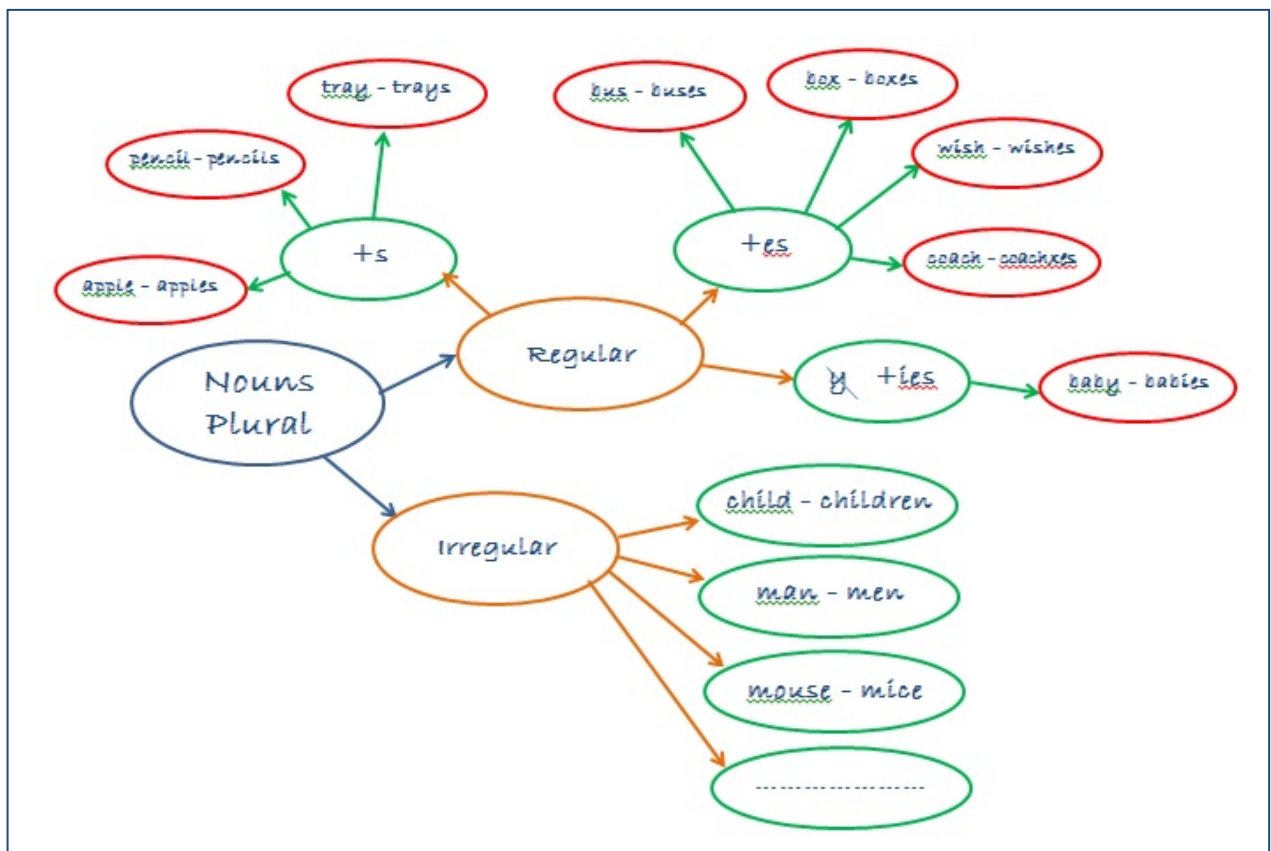 tray - trays
pencil - pencils
apple - apples
+s
bus - buses
box - boxes
wish - wishes
coach - coachxes
+es
Regular
y +ies
baby - babies
Nouns
Plural
Irregular
child - children
man - men
mouse - mice
-------------------